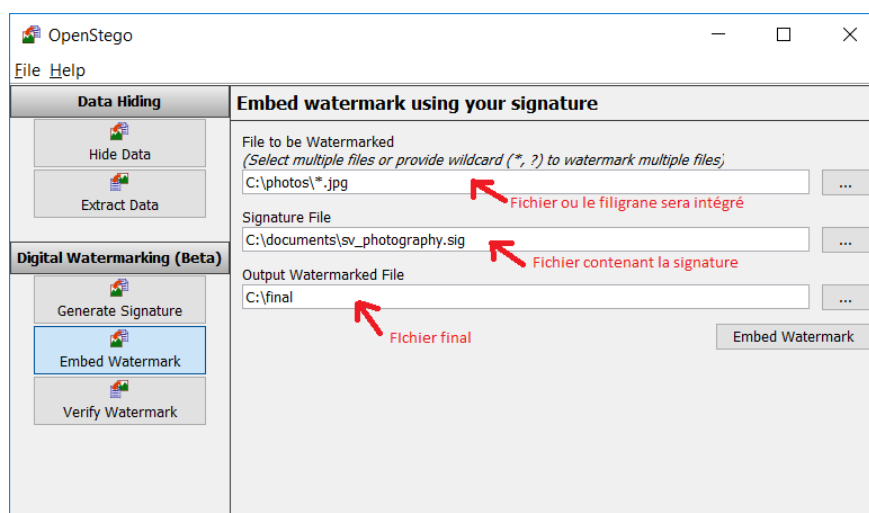 OpenStego
File Help
Data Hiding
Hide Data
Extract Data
Digital Watermarking (Beta)
Generate Signature
Embed Watermark
Verify Watermark
Embed watermark using your signature
File to be Watermarked
(Select multiple files or provide wildcard (*, ?) to watermark multiple files)
C:\photos\*.jpg
...
Fichier ou le filigrane sera intégré
Signature File
C:\documents\sv_photography.sig
...
Fichier contenant la signature
Output Watermarked File
C:\final
...
FIchier final
Embed Watermark